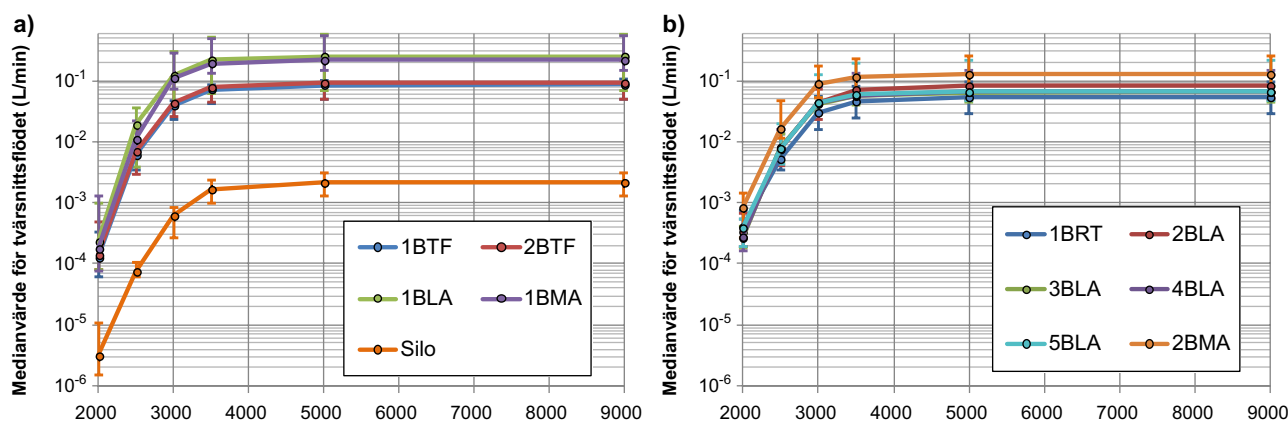 a)
Medianvärde för tvärsnittsflödet (L/min)
10⁻¹
10⁻²
10⁻³
10⁻⁴
10⁻⁵
10⁻⁶
2000 3000 4000 5000 6000 7000 8000 9000
1BTF 2BTF
1BLA 1BMA
Silo
b)
Medianvärde för tvärsnittsflödet (L/min)
10⁻¹
10⁻²
10⁻³
10⁻⁴
10⁻⁵
10⁻⁶
2000 3000 4000 5000 6000 7000 8000 9000
1BRT 2BLA
3BLA 4BLA
5BLA 2BMA